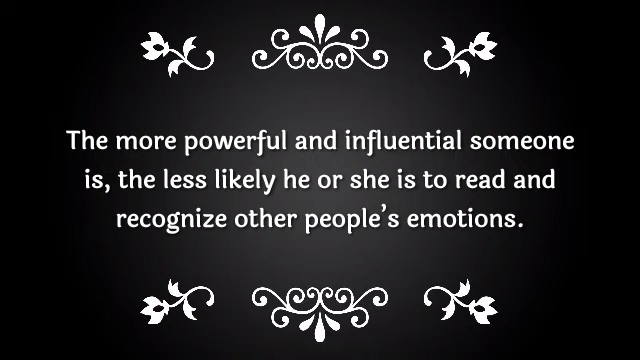 The more powerful and influential someone
is, the less likely he or she is to read and
recognize other people’s emotions.